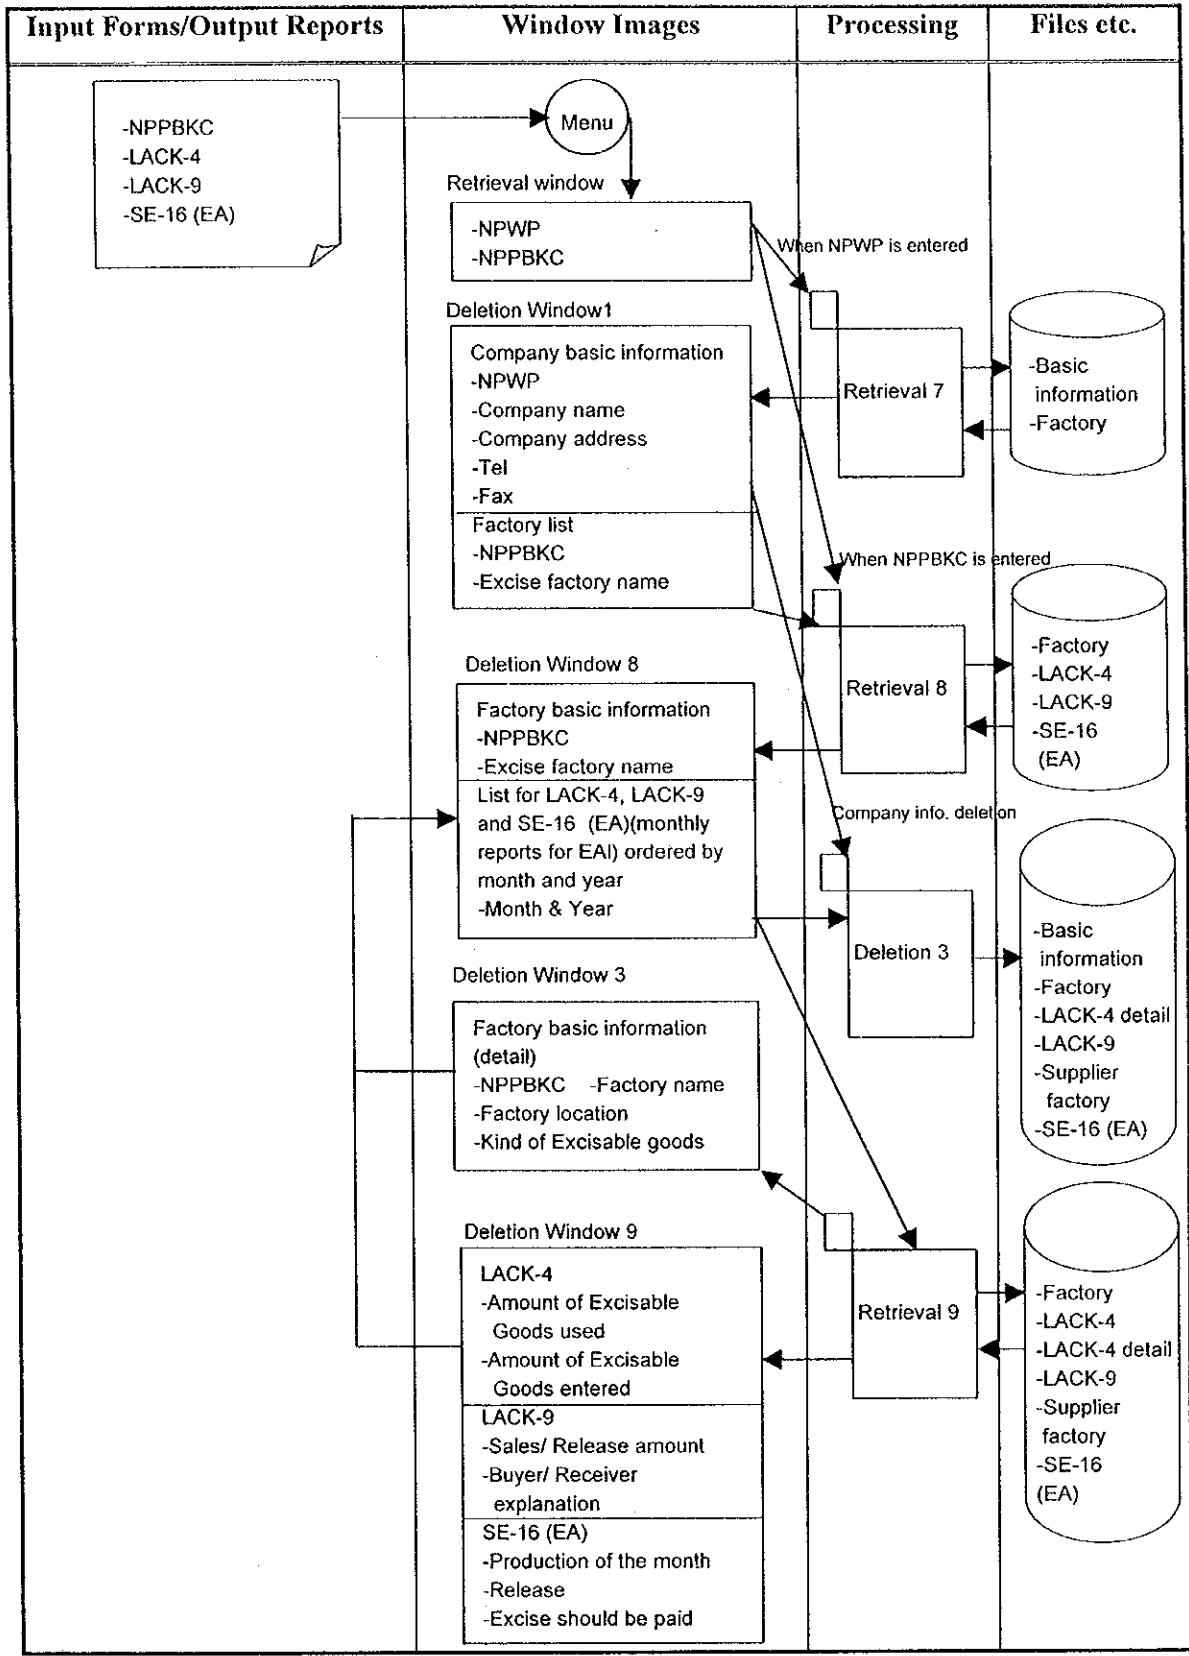 Input Forms/Output Reports
Window Images
Processing
Files etc.
-NPPBKC
-LACK-4
-LACK-9
-SE-16 (EA)
Menu
Retrieval window
-NPWP
-NPPBKC
When NPWP is entered
Deletion Window1
Company basic information
-NPWP
-Company name
-Company address
-Tel
-Fax
Factory list
-NPPBKC
-Excise factory name
Retrieval 7
-Basic
information
-Factory
When NPPBKC is entered
Deletion Window 8
Factory basic information
-NPPBKC
-Excise factory name
List for LACK-4, LACK-9
and SE-16 (EA)(monthly
reports for EAI) ordered by
month and year
-Month & Year
Retrieval 8
-Factory
-LACK-4
-LACK-9
-SE-16
(EA)
Company info. deletion
Deletion 3
-Basic
information
-Factory
-LACK-4 detail
-LACK-9
-Supplier
factory
-SE-16 (EA)
Deletion Window 3
Factory basic information
(detail)
-NPPBKC -Factory name
-Factory location
-Kind of Excisable goods
Deletion Window 9
LACK-4
-Amount of Excisable
Goods used
-Amount of Excisable
Goods entered
LACK-9
-Sales/ Release amount
-Buyer/ Receiver
explanation
SE-16 (EA)
-Production of the month
-Release
-Excise should be paid
Retrieval 9
-Factory
-LACK-4
-LACK-4 detail
-LACK-9
-Supplier
factory
-SE-16
(EA)